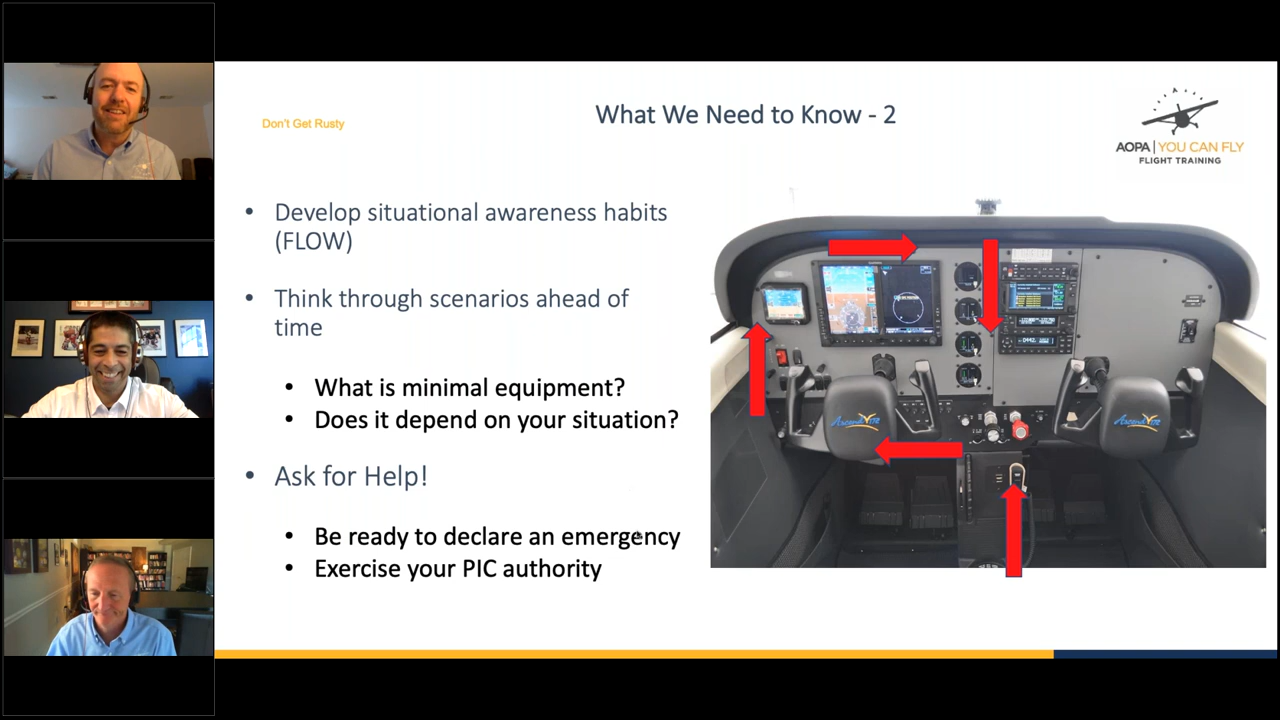 Don't Get Rusty
What We Need to Know - 2
AOPA | YOU CAN FLY
FLIGHT TRAINING
• Develop situational awareness habits
(FLOW)
• Think through scenarios ahead of
time
• What is minimal equipment?
• Does it depend on your situation?
• Ask for Help!
• Be ready to declare an emergency
• Exercise your PIC authority